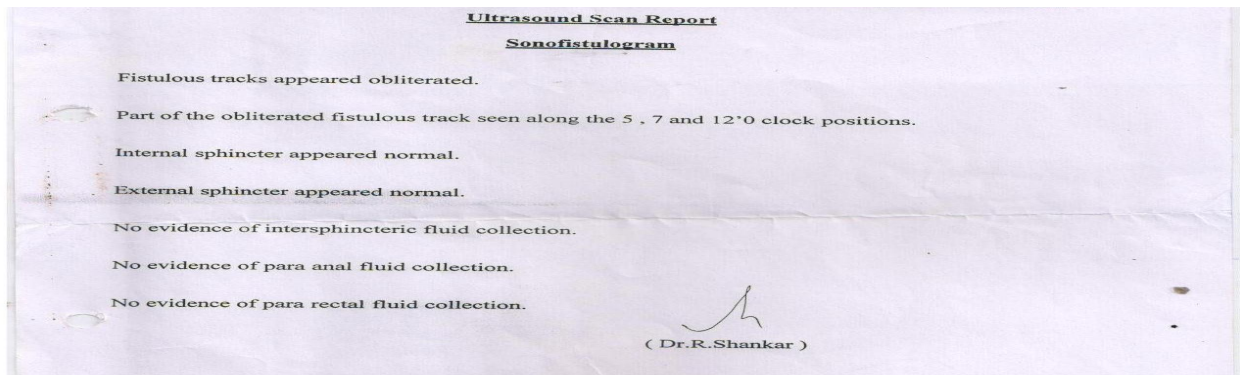 Ultrasound Scan Report
Sonofistulogram
Fistulous tracks appeared obliterated.
Part of the obliterated fistulous track seen along the 5 , 7 and 12'0 clock positions.
Internal sphincter appeared normal.
External sphincter appeared normal.
No evidence of intersphincteric fluid collection.
No evidence of para anal fluid collection.
No evidence of para rectal fluid collection.
( Dr.R.Shankar )